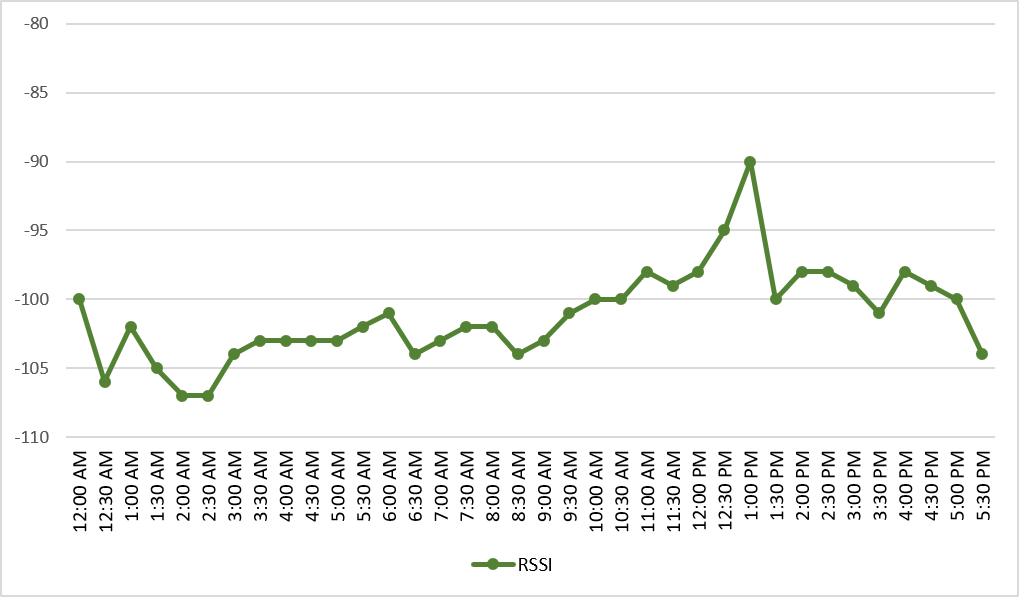 -80
-85
-90
-95
-100
-105
-110
12:00 AM
12:30 AM
1:00 AM
1:30 AM
2:00 AM
2:30 AM
3:00 AM
3:30 AM
4:00 AM
4:30 AM
5:00 AM
5:30 AM
6:00 AM
6:30 AM
7:00 AM
7:30 AM
8:00 AM
8:30 AM
9:00 AM
9:30 AM
10:00 AM
10:30 AM
11:00 AM
11:30 AM
12:00 PM
12:30 PM
1:00 PM
1:30 PM
2:00 PM
2:30 PM
3:00 PM
3:30 PM
4:00 PM
4:30 PM
5:00 PM
5:30 PM
RSSI